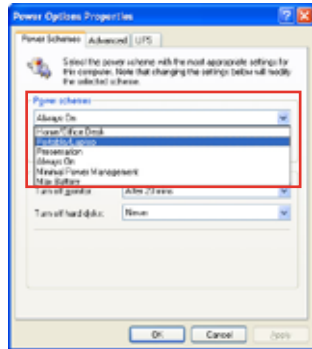 Power Options Properties
Power Schemes Advanced UPS
Select the power scheme with the most appropriate settings for
this computer. Note that changing the settings below will modify
the selected scheme.
Power schemes
Always On
Home/Office Desk
Portable/Laptop
Presentation
Always On
Minimal Power Management
Max Battery
Turn off monitor: After 20 mins
Turn off hard disks: Never
OK Cancel Apply